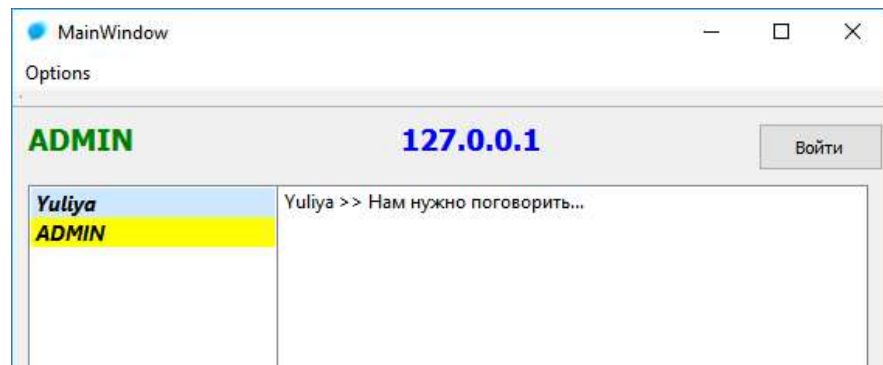 MainWindow
Options
ADMIN
127.0.0.1
Войти
Yuliya
ADMIN
Yuliya >> Нам нужно поговорить...